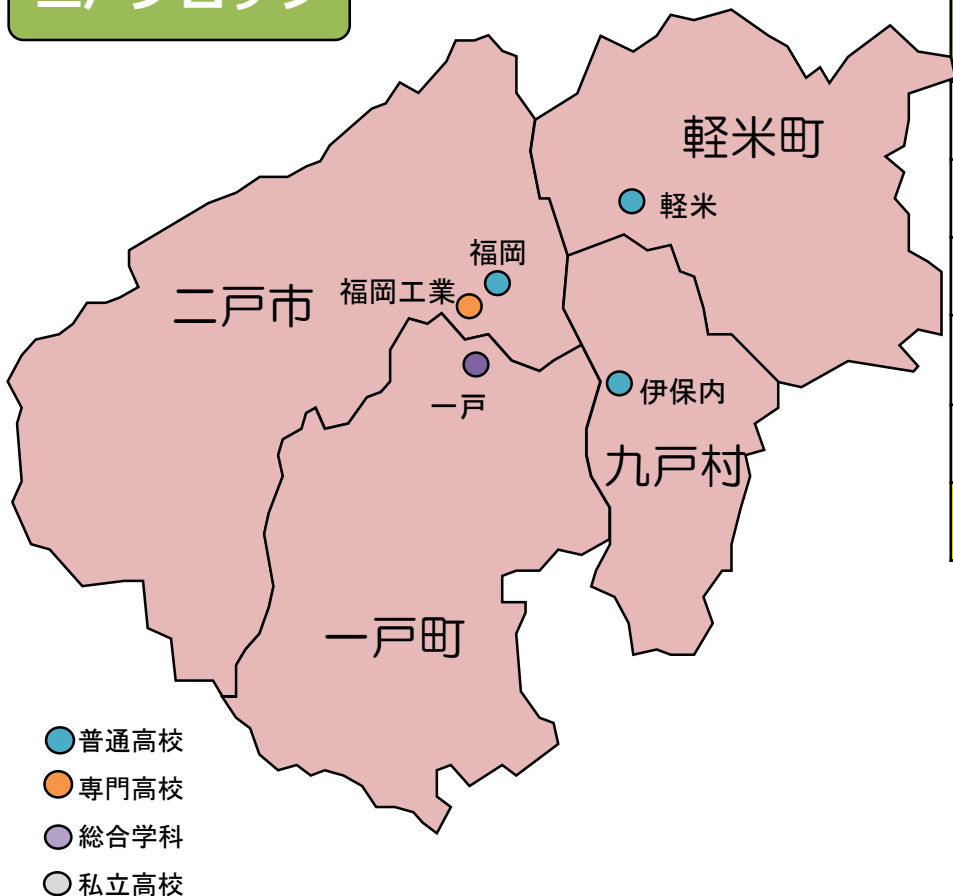 軽米町
軽米
福岡
福岡工業
二戸市
一戸
伊保内
九戸村
一戸町
普通高校
専門高校
総合学科
私立高校